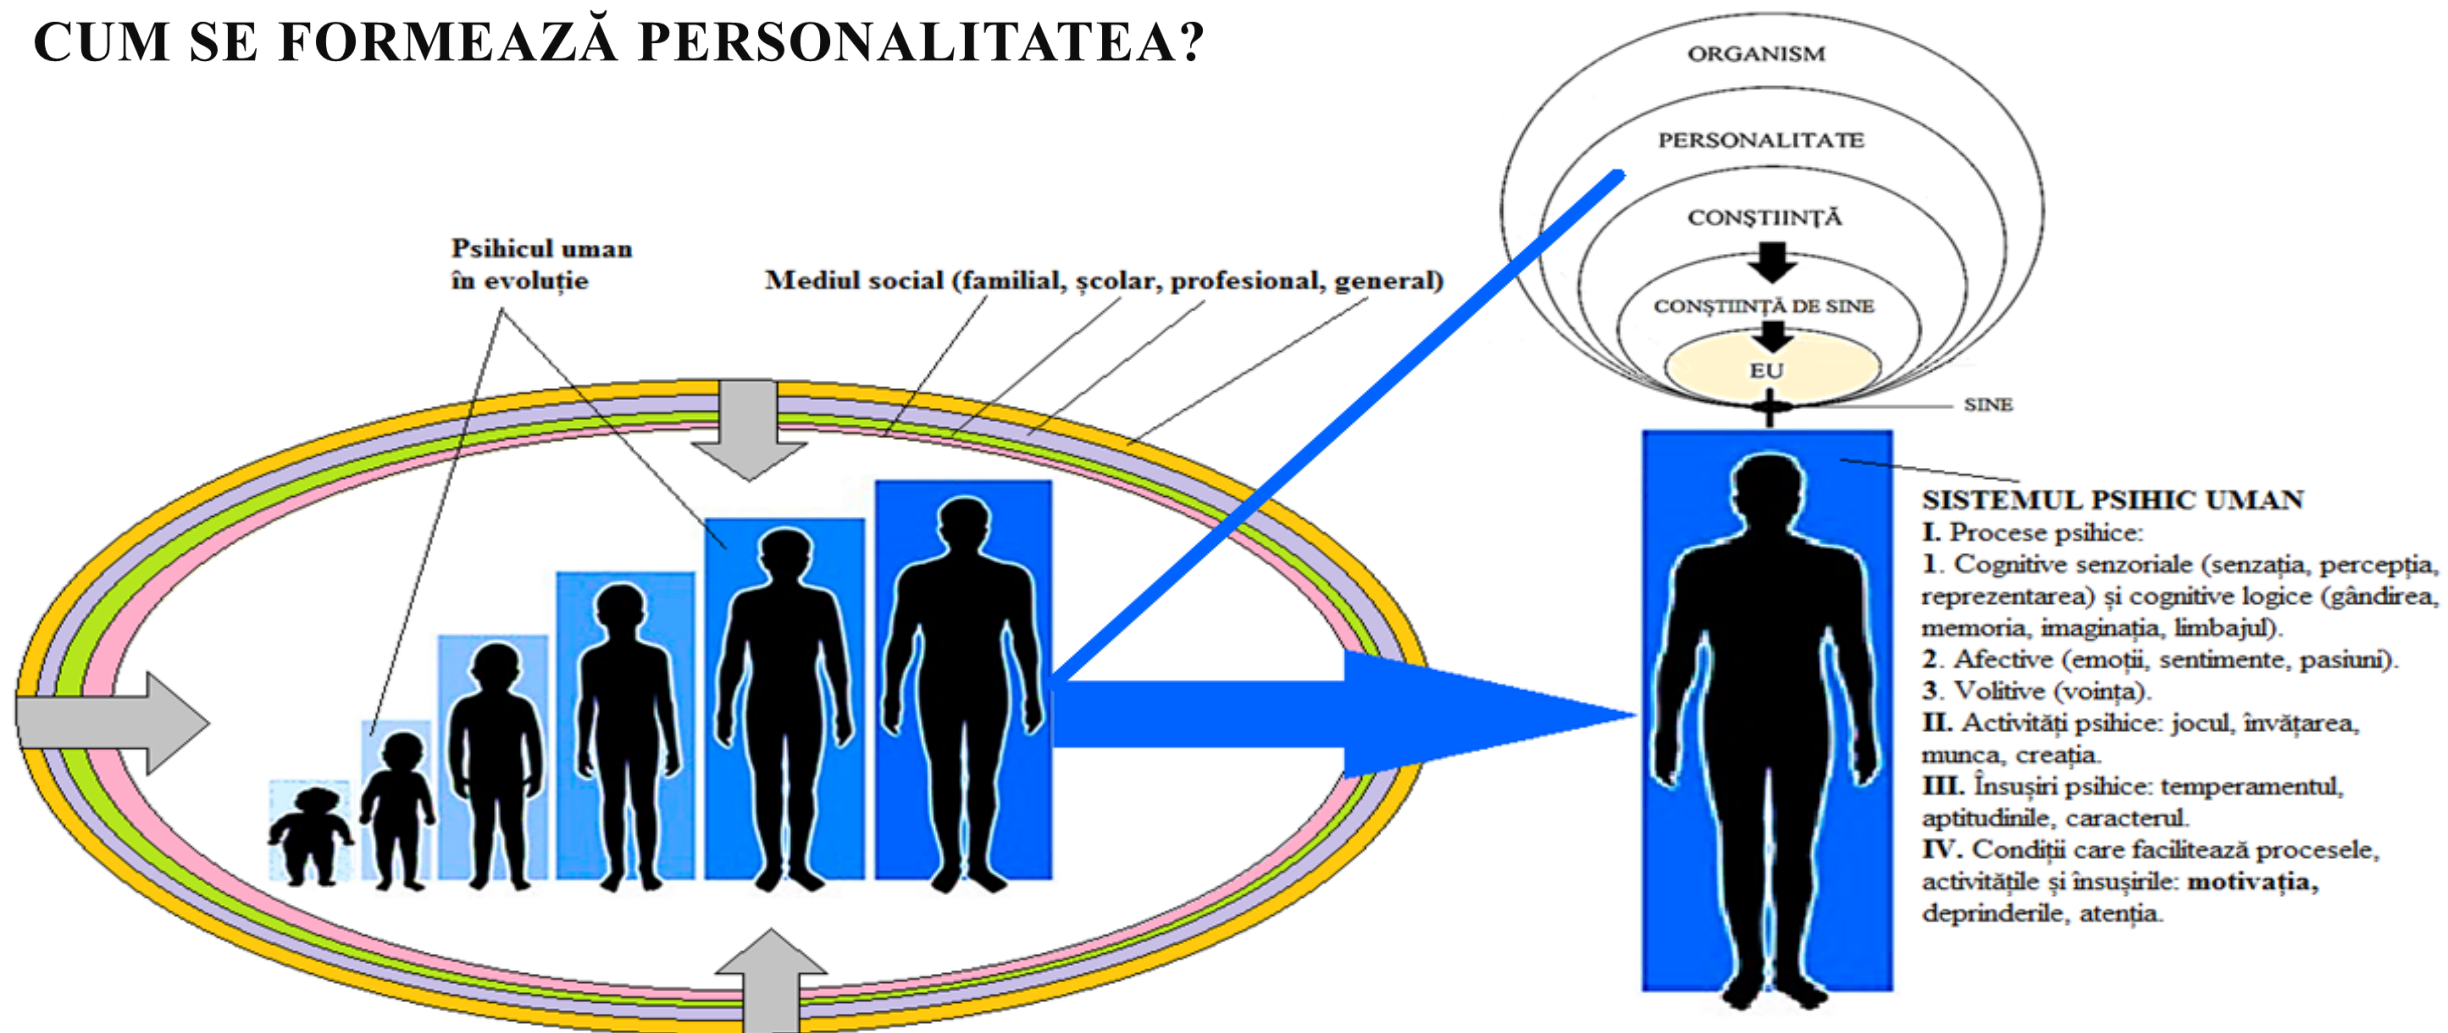 CUM SE FORMEAZĂ PERSONALITATEA?
Psihicul uman
în evoluție
Mediul social (familial, școlar, profesional, general)
ORGANISM
PERSONALITATE
CONȘTIINȚĂ
CONȘTIINȚĂ DE SINE
EU
SINE
SISTEMUL PSIHIC UMAN
I. Procese psihice:
1. Cognitive senzoriale (senzația, percepția,
reprezentarea) și cognitive logice (gândirea,
memoria, imaginația, limbajul).
2. Afective (emoții, sentimente, pasiuni).
3. Volitive (voința).
II. Activități psihice: jocul, învățarea,
munca, creația.
III. Însușiri psihice: temperamentul,
aptitudinile, caracterul.
IV. Condiții care facilitează procesele,
activitățile și însușirile: motivația,
deprinderile, atenția.